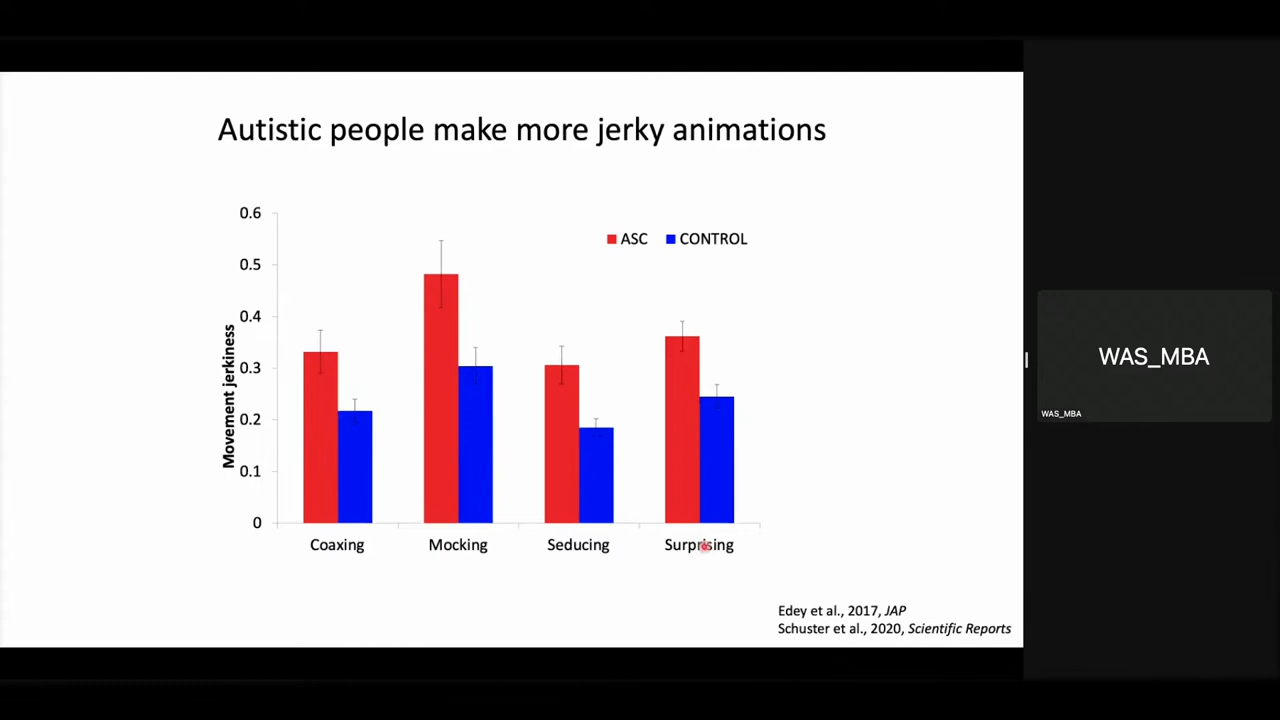 Autistic people make more jerky animations
0.6
0.5
0.4
0.3
0.2
0.1
0
Movement jerkiness
ASC
CONTROL
Coaxing
Mocking
Seducing
Surprising
Edey et al., 2017, JAP
Schuster et al., 2020, Scientific Reports
WAS_MBA
WAS_MBA